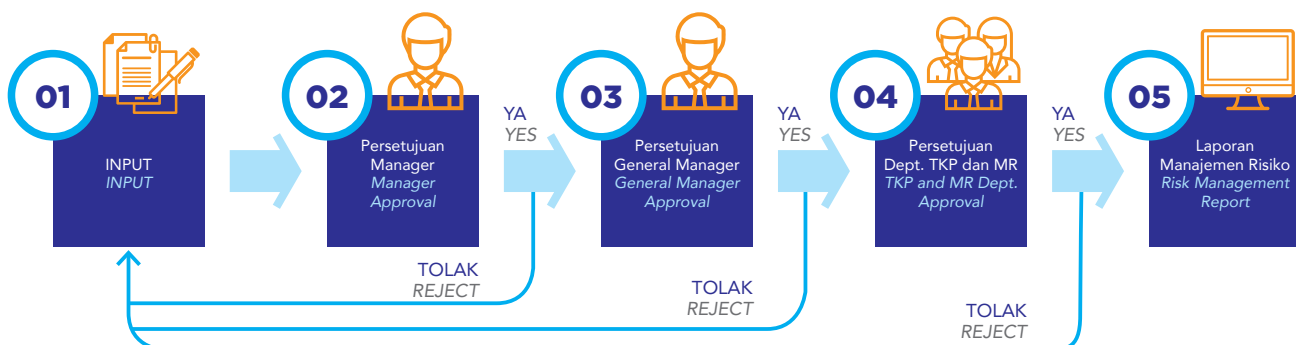 01
INPUT
INPUT
02
Persetujuan
Manager
Manager
Approval
YA
YES
03
Persetujuan
General Manager
General Manager
Approval
YA
YES
04
Persetujuan
Dept. TKP dan MR
TKP and MR Dept.
Approval
YA
YES
05
Laporan
Manajemen Risiko
Risk Management
Report
TOLAK
REJECT
TOLAK
REJECT
TOLAK
REJECT